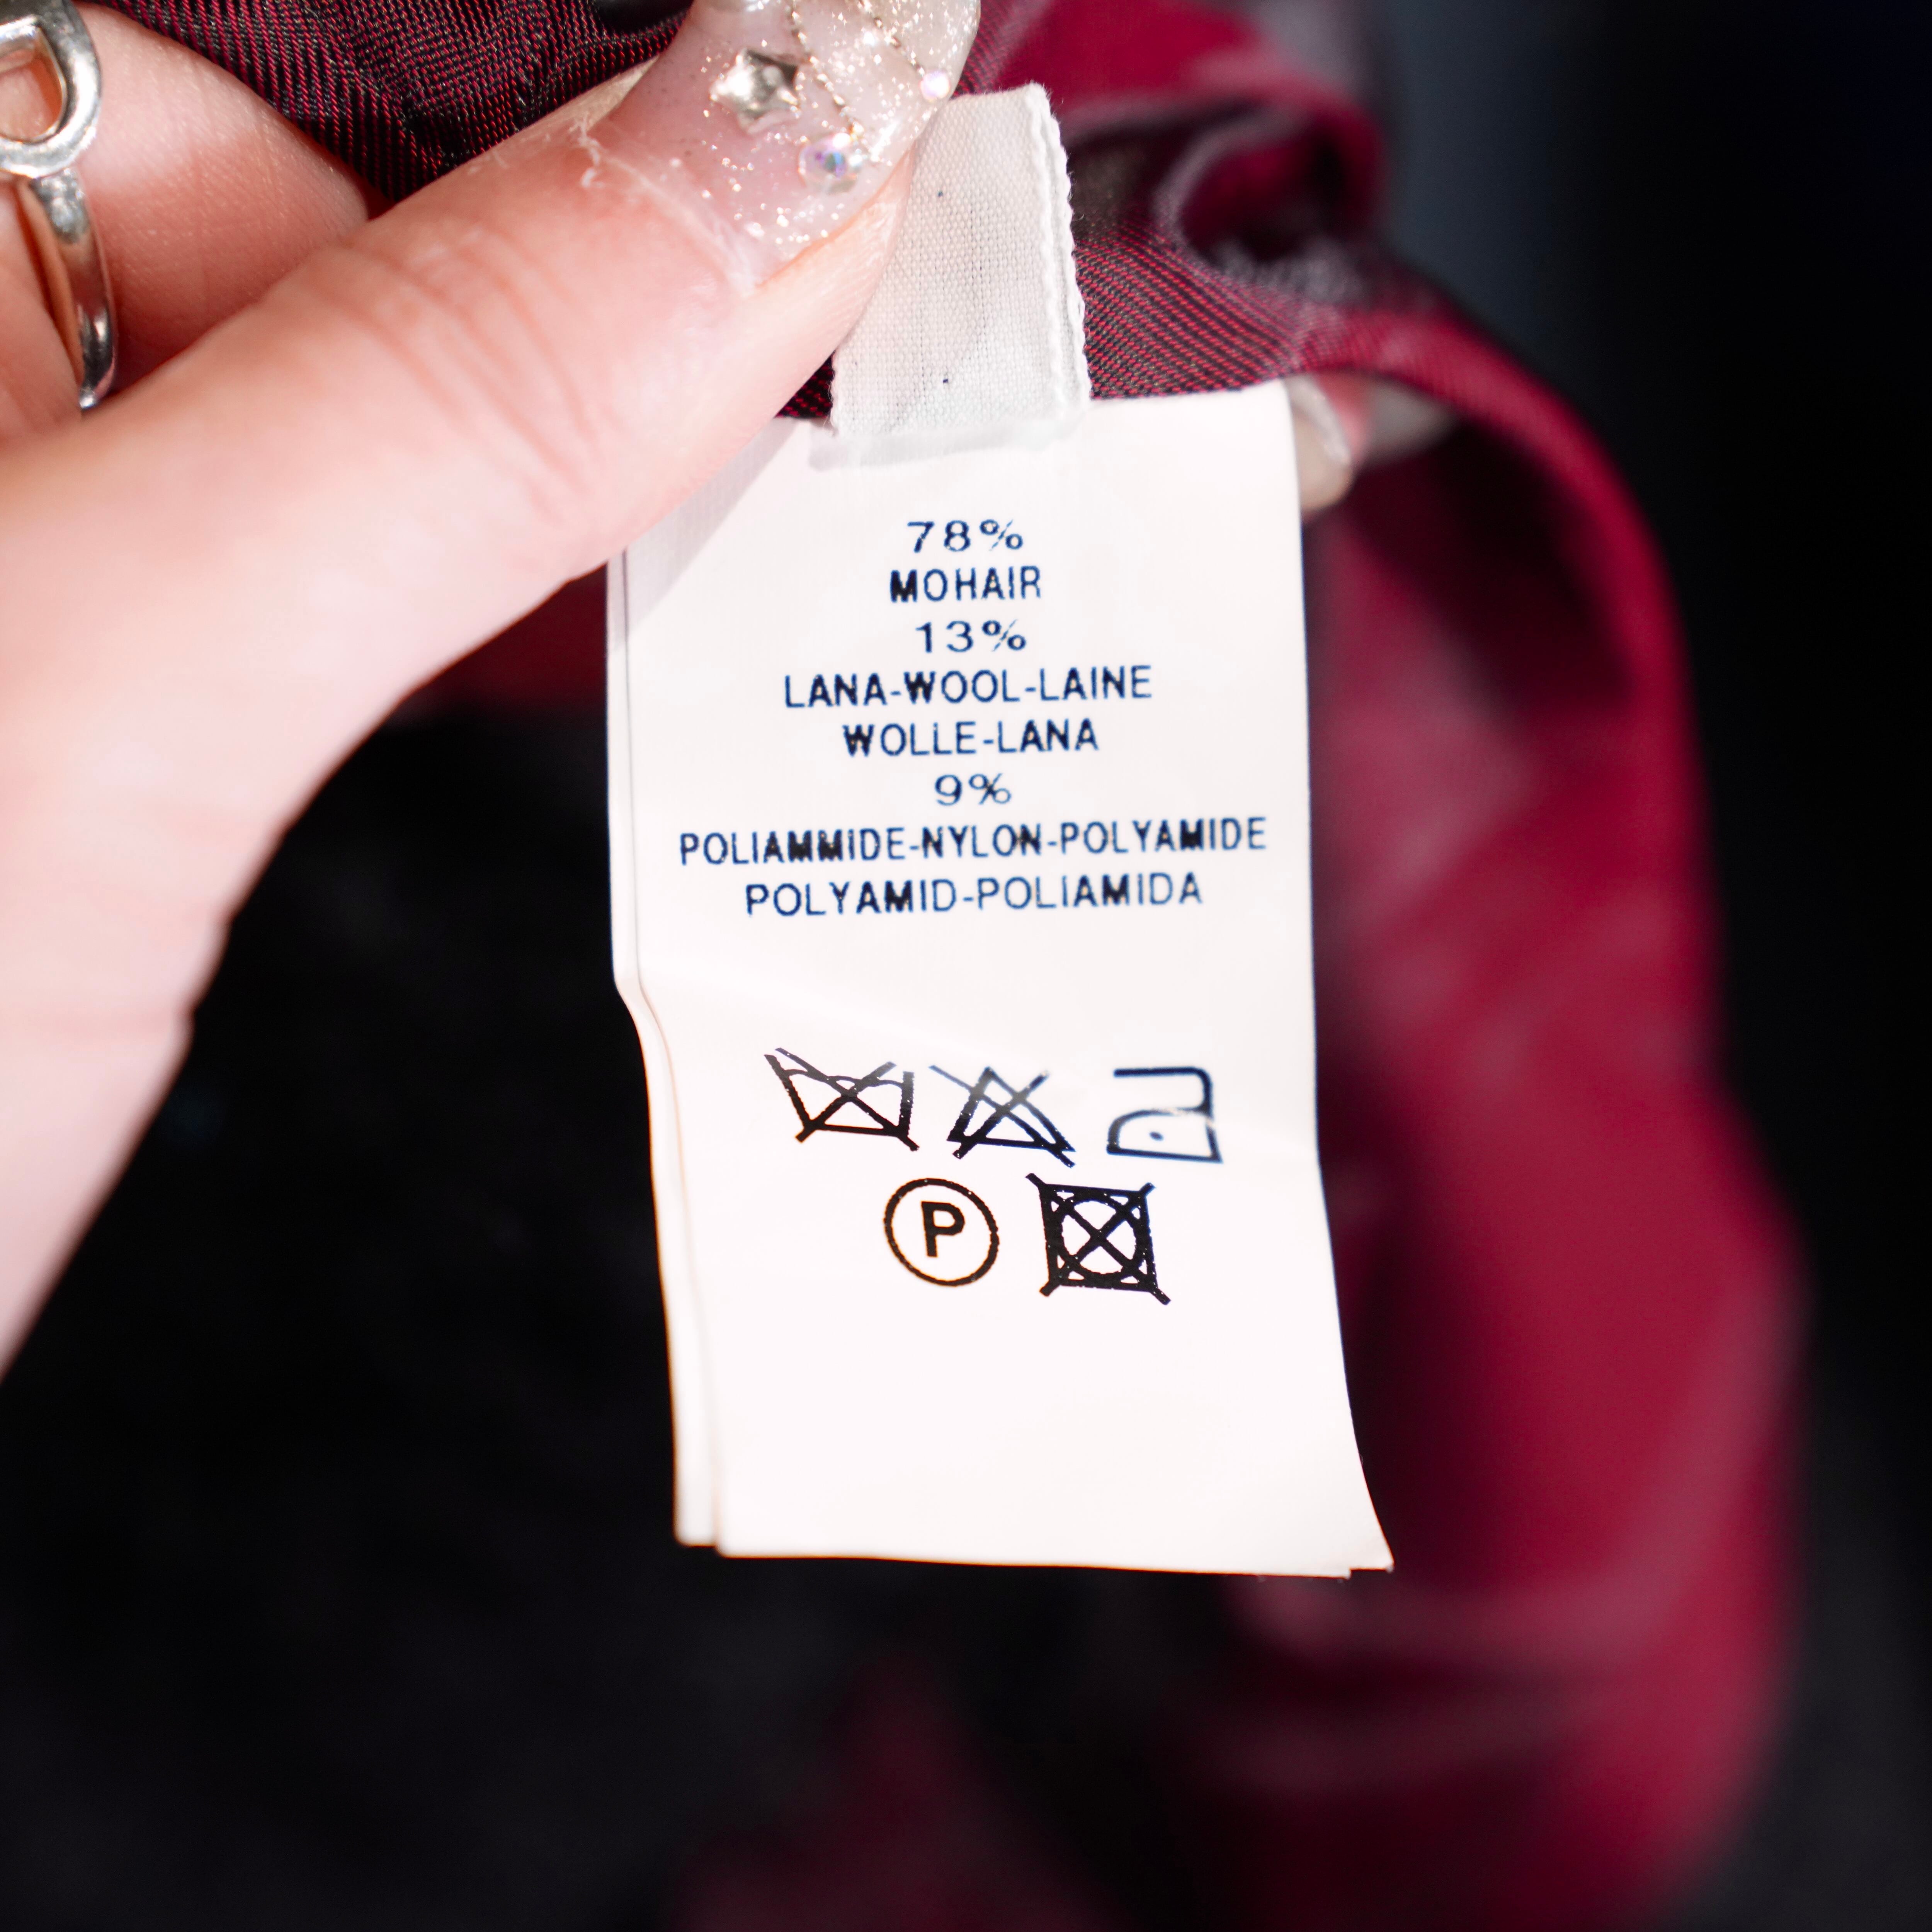 78%
MOHAIR
13%
LANA-WOOL-LAINE
WOLLE-LANA
9%
POLIAMMIDE-NYLON-POLYAMIDE
POLYAMID-POLIAMIDA
P